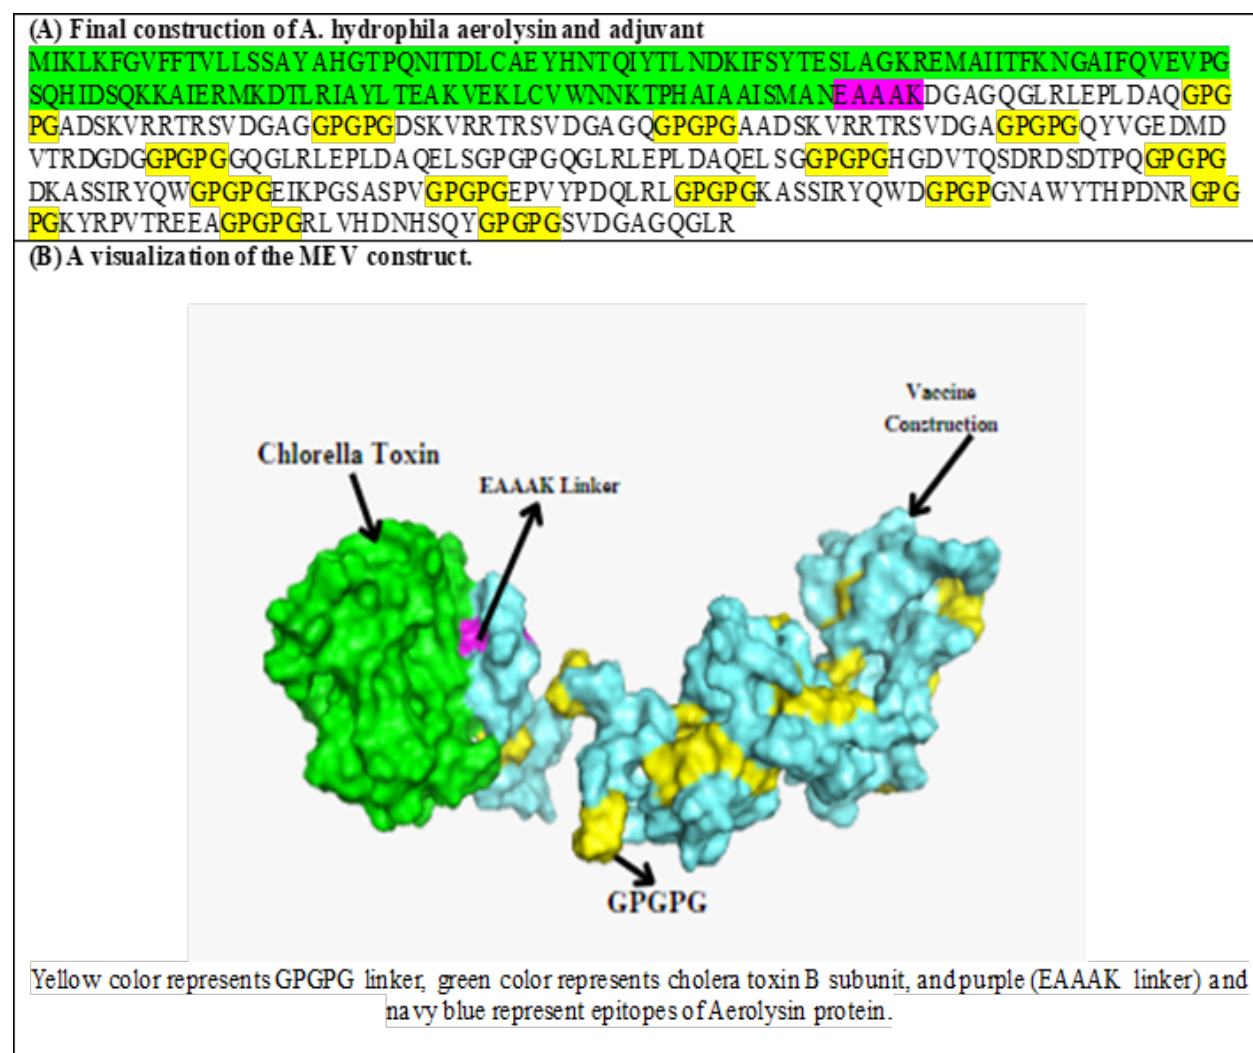 (A) Final construction of A. hydrophila aerolysin and adjuvant
MIKLKFGVFFTVLLSSAYAHGTPQNITDLCAEYHNTQIYTLNDKIFSYTESLAGKREMAIITFKNGAIFQVEVPG
SQHIDSQKKAIERMKDTLRIAYLTEAKVEKLCVWNNKTPHAIAAISMANEAAAKDGAGQGLRLEPLDAQGPG
PGADSKVRRTRSVDGAGGPGPGDSKVRRTRSVDGAGQGPGPGAADSKVRRTRSVDGAGPGPGQYVGEDMD
VTRDGDGGPGPGGQGLRLEPLDAQELSGPGPGQGLRLEPLDAQELSGGPGPGHGDVTQSDRDSDTPQGPGPG
DKASSIRYQWGPGPGEIKPGSASPVGPGPGEPVYPDQLRLGPGPGKASSIRYQWDGPGPGNAWYTHPDNRGPG
PGKYRPVTREEAGPGPGRLVHDNHSQYGPGPGSVDGAGQGLR
(B) A visualization of the MEV construct.
Vaccine
Construction
Chlorella Toxin
EAAAK Linker
GPGPG
Yellow color represents GPGPG linker, green color represents cholera toxin B subunit, and purple (EAAAK linker) and
navy blue represent epitopes of Aerolysin protein.